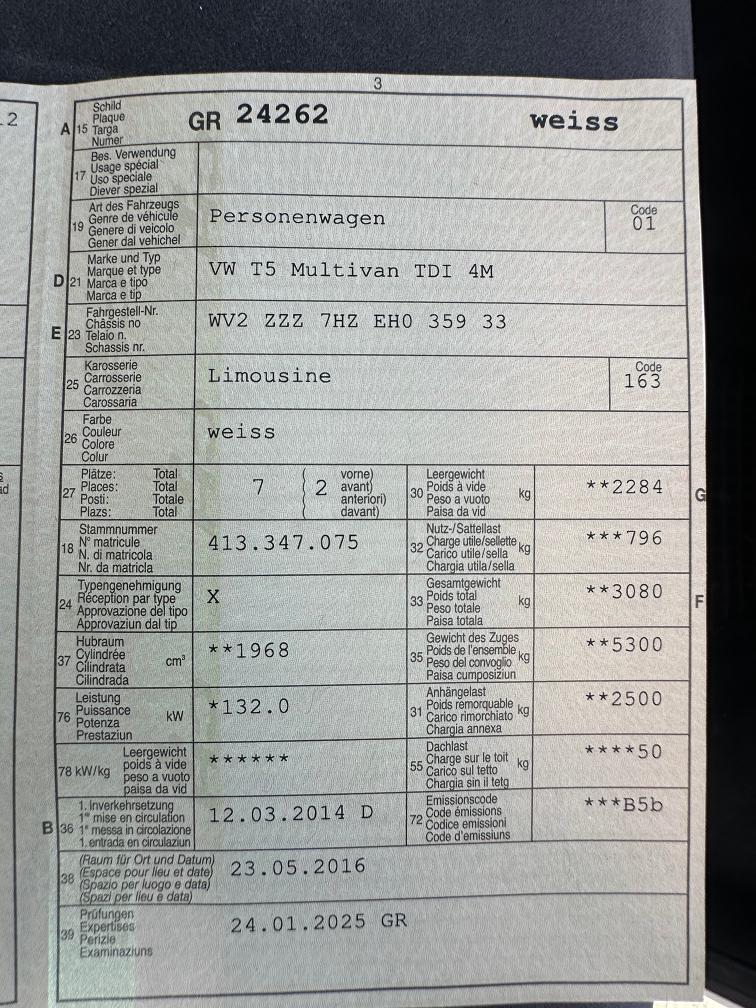 3
.2
A 15 Schild
Plaque
Targa
Numer
GR 24262 weiss
17 Bes. Verwendung
Usage spécial
Uso speciale
Diever spezial
19 Art des Fahrzeugs
Genre de véhicule
Genere di veicolo
Gener dal vehichel
Personenwagen
Code
01
D 21 Marke und Typ
Marque et type
Marca e tipo
Marca e tip
VW T5 Multivan TDI 4M
E 23 Fahrgestell-Nr.
Châssis no
Telaio n.
Schassis nr.
WV2 ZZZ 7HZ EH0 359 33
25 Karosserie
Carrosserie
Carrozzeria
Carossaria
Limousine
Code
163
26 Farbe
Couleur
Colore
Colur
weiss
27 Plätze: Total
Places: Total
Posti: Totale
Plazs: Total
7 ( 2 vorne)
avant)
anteriori)
davant)
30 Leergewicht
Poids à vide
Peso a vuoto
Paisa da vid
kg
**2284
G
18 Stammnummer
N° matricule
N. di matricola
Nr. da matricla
413.347.075
32 Nutz-/Sattellast
Charge utile/sellette
Carico utile/sella
Chargia utila/sella
kg
***796
24 Typengenehmigung
Réception par type
Approvazione del tipo
Approvaziun dal tip
X
33 Gesamtgewicht
Poids total
Peso totale
Paisa totala
kg
**3080
F
37 Hubraum
Cylindrée
Cilindrata
Cilindrada
cm³
**1968
35 Gewicht des Zuges
Poids de l'ensemble
Peso del convoglio
Paisa cumposiziun
kg
**5300
76 Leistung
Puissance
Potenza
Prestaziun
kW
*132.0
31 Anhängelast
Poids remorquable
Carico rimorchiato
Chargia annexa
kg
**2500
78 kW/kg Leergewicht
poids à vide
peso a vuoto
paisa da vid
******
55 Dachlast
Charge sur le toit
Carico sul tetto
Chargia sin il tetg
kg
****50
B 36 1. Inverkehrsetzung
1re mise en circulation
1a messa in circolazione
1. entrada en circulaziun
12.03.2014 D
72 Emissionscode
Code émissions
Codice emissioni
Code d'emissiuns
***B5b
38 (Raum für Ort und Datum)
(Espace pour lieu et date)
(Spazio per luogo e data)
(Spazi per lieu e data)
23.05.2016
39 Prüfungen
Expertises
Perizie
Examinaziuns
24.01.2025 GR